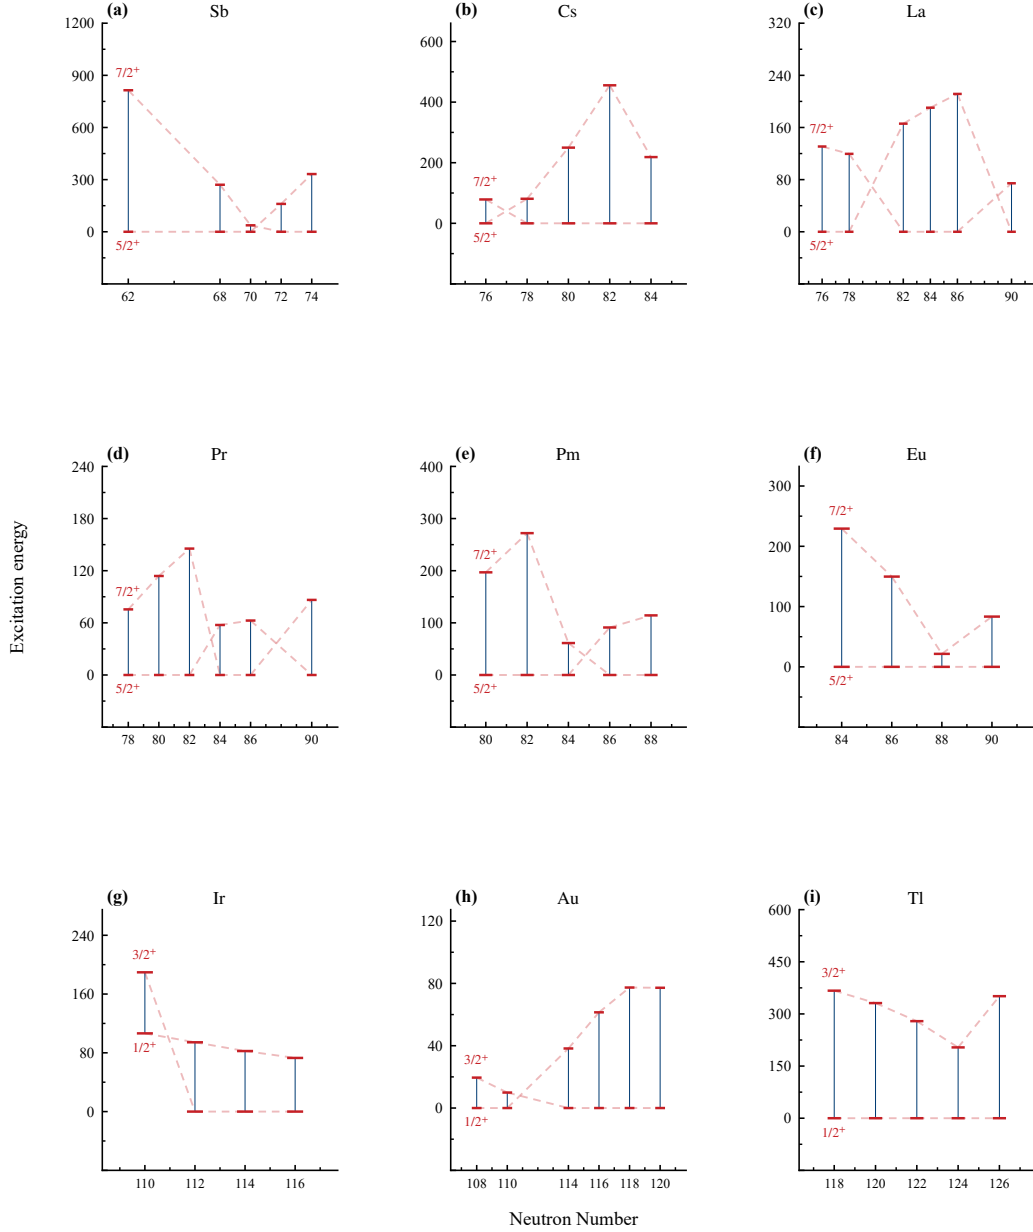 (a) Sb
1200
900
600
300
0
7/2+
5/2+
62 68 70 72 74
(b) Cs
600
400
200
0
7/2+
5/2+
76 78 80 82 84
(c) La
320
240
160
80
0
7/2+
5/2+
76 78 82 84 86 90
Excitation energy
(d) Pr
240
180
120
60
0
7/2+
5/2+
78 80 82 84 86 90
(e) Pm
400
300
200
100
0
7/2+
5/2+
80 82 84 86 88
(f) Eu
300
200
100
0
7/2+
5/2+
84 86 88 90
(g) Ir
240
160
80
0
3/2+
1/2+
110 112 114 116
(h) Au
120
80
40
0
3/2+
1/2+
108 110 114 116 118 120
(i) Tl
600
450
300
150
0
3/2+
1/2+
118 120 122 124 126
Neutron Number